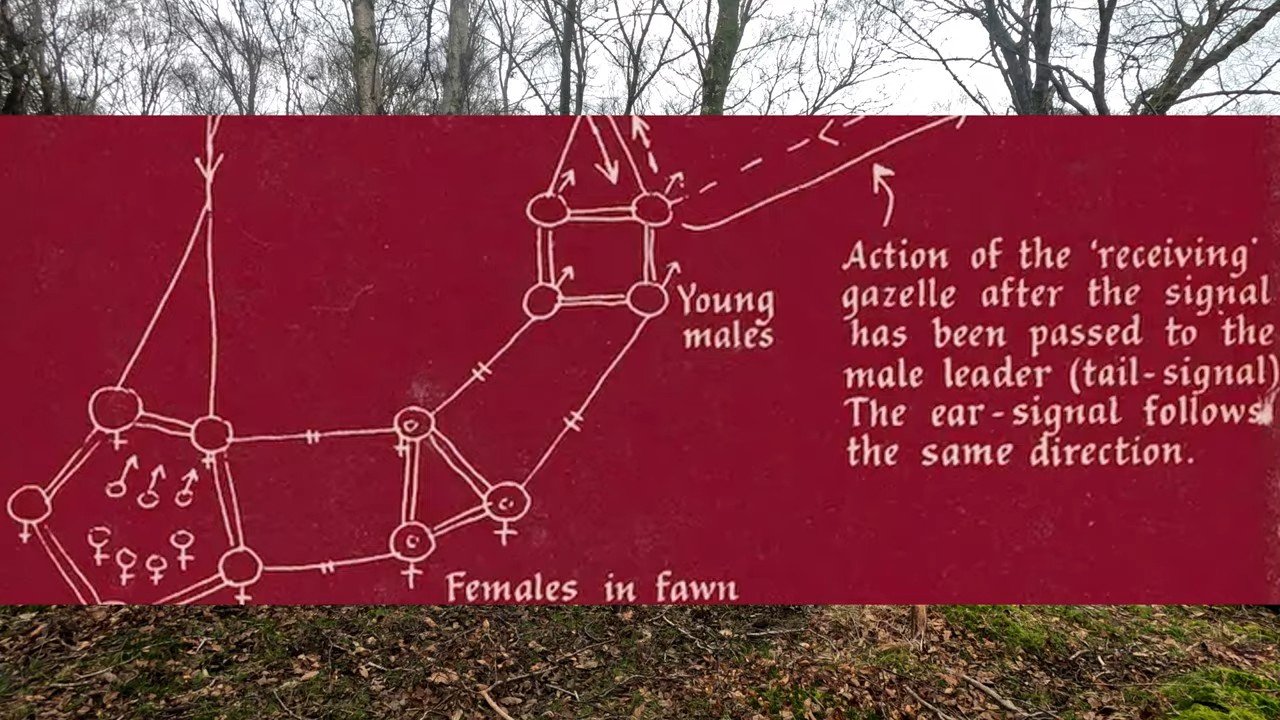 Young
males
Action of the 'receiving'
gazelle after the signal
has been passed to the
male leader (tail-signal)
The ear-signal follows
the same direction.
Females in fawn